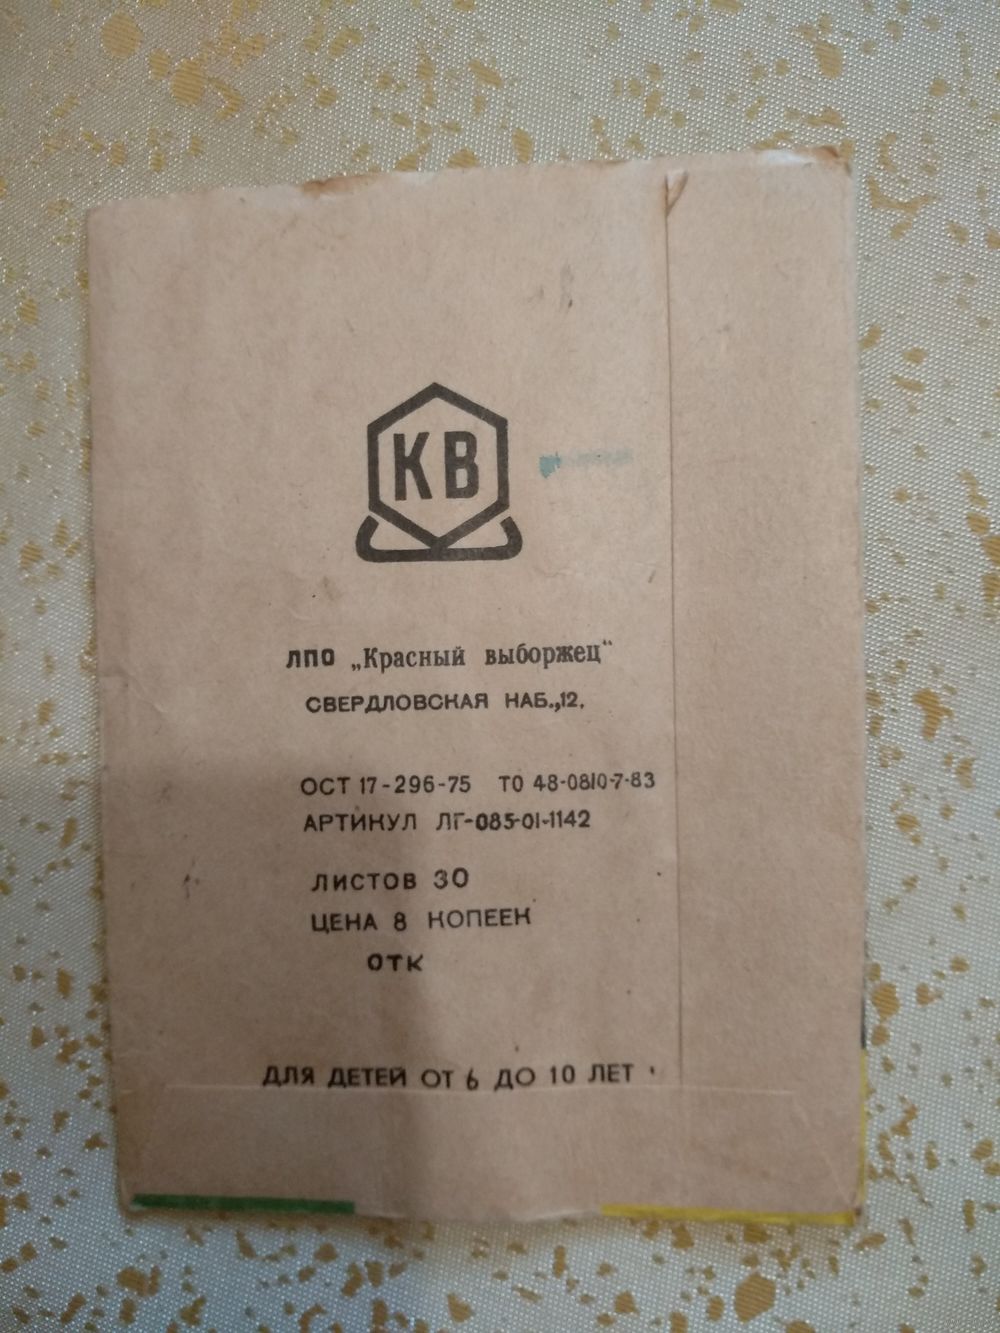 КВ
ЛПО „Красный выборжец“
СВЕРДЛОВСКАЯ НАБ.,12.
ОСТ 17-296-75 ТО 48-0810-7-83
АРТИКУЛ ЛГ-085-01-1142
ЛИСТОВ 30
ЦЕНА 8 КОПЕЕК
ОТК
ДЛЯ ДЕТЕЙ ОТ 6 ДО 10 ЛЕТ